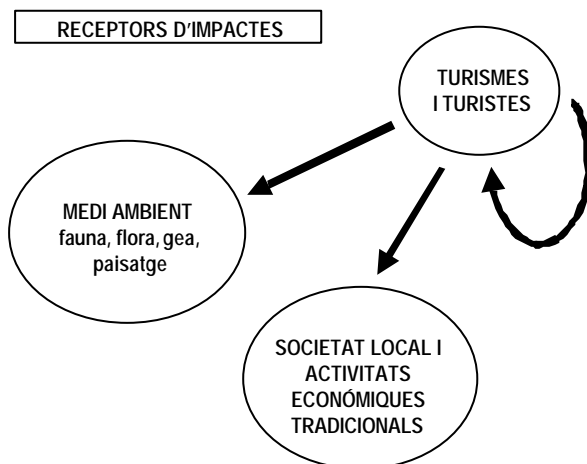 RECEPTORS D'IMPACTES
TURISMES
I TURISTES
MEDI AMBIENT
fauna, flora, gea,
paisatge
SOCIETAT LOCAL I
ACTIVITATS
ECONÓMIQUES
TRADICIONALS